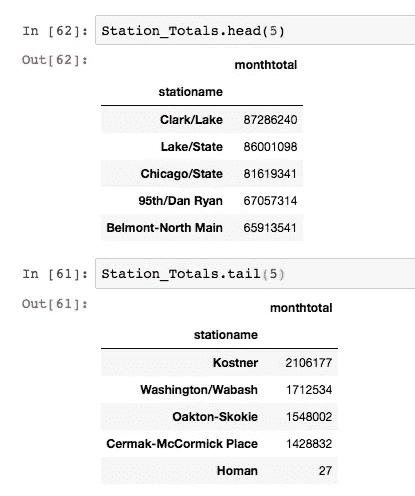 In [62]: Station_Totals.head(5)
Out[62]:
monthtotal
stationname
Clark/Lake 87286240
Lake/State 86001098
Chicago/State 81619341
95th/Dan Ryan 67057314
Belmont-North Main 65913541
In [61]: Station_Totals.tail(5)
Out[61]:
monthtotal
stationname
Kostner 2106177
Washington/Wabash 1712534
Oakton-Skokie 1548002
Cermak-McCormick Place 1428832
Homan 27